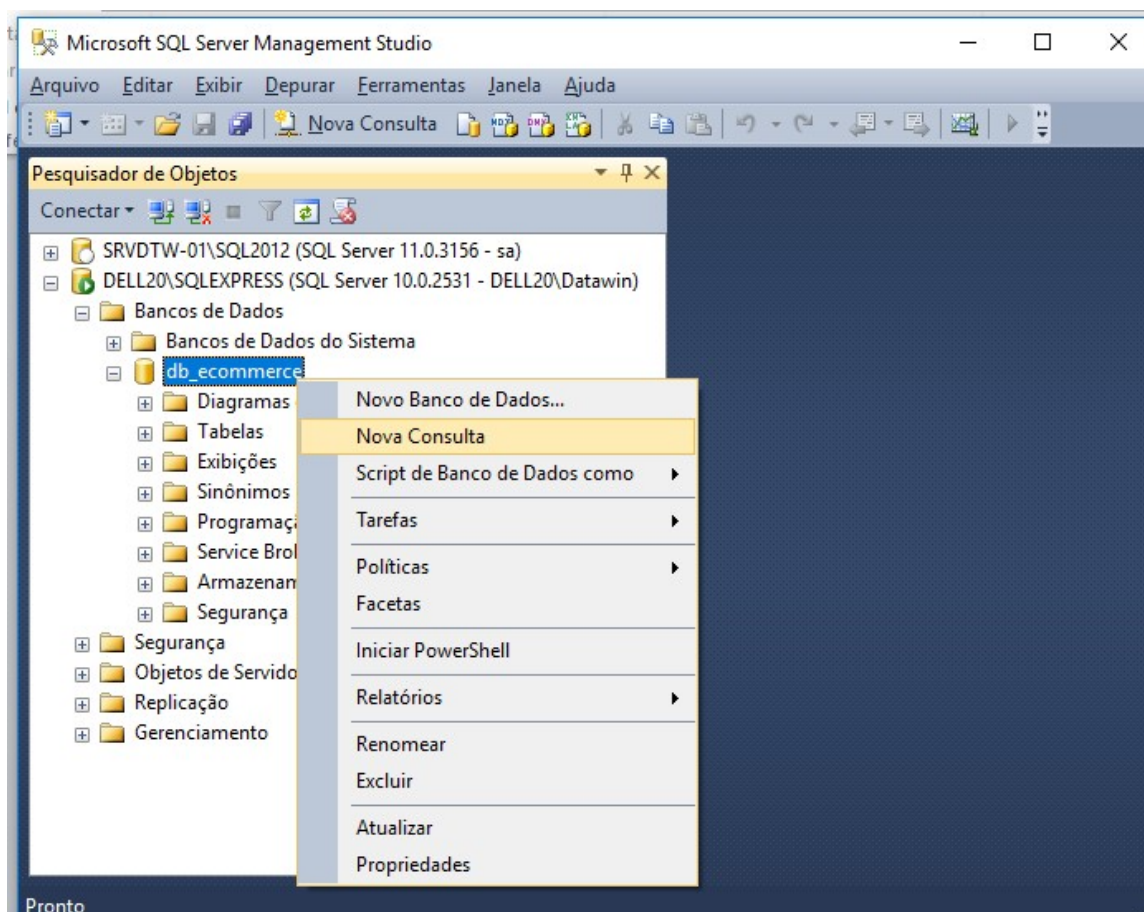 Microsoft SQL Server Management Studio
Arquivo Editar Exibir Depurar Ferramentas Janela Ajuda
Nova Consulta
Pesquisador de Objetos
Conectar
SRVDTW-01\SQL2012 (SQL Server 11.0.3156 - sa)
DELL20\SQLEXPRESS (SQL Server 10.0.2531 - DELL20\Datawin)
Bancos de Dados
Bancos de Dados do Sistema
db_ecommerce
Diagramas
Tabelas
Exibições
Sinônimos
Programaçã
Service Bro
Armazenam
Segurança
Segurança
Objetos de Servido
Replicação
Gerenciamento
Novo Banco de Dados...
Nova Consulta
Script de Banco de Dados como
Tarefas
Políticas
Facetas
Iniciar PowerShell
Relatórios
Renomear
Excluir
Atualizar
Propriedades
Pronto